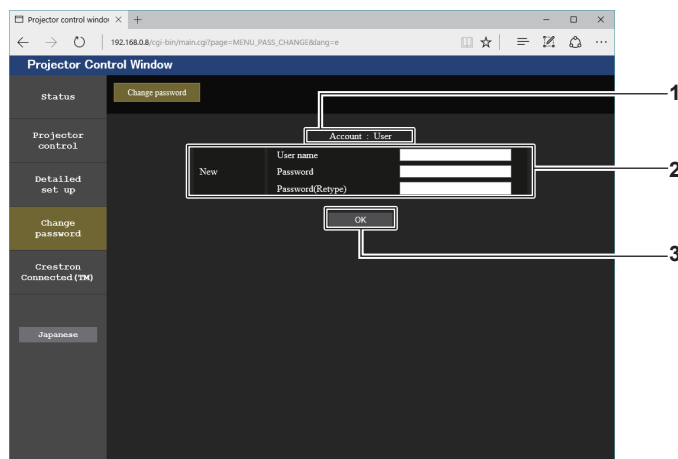 Projector control windo
192.168.0.8/cgi-bin/main.cgi?page=MENU_PASS_CHANGE&lang=e
Projector Control Window
Status
Change password
1
Projector
control
Account : User
User name
New
Password
2
Password(Retype)
Detailed
set up
OK
Change
password
3
Crestron
Connected(TM)
Japanese